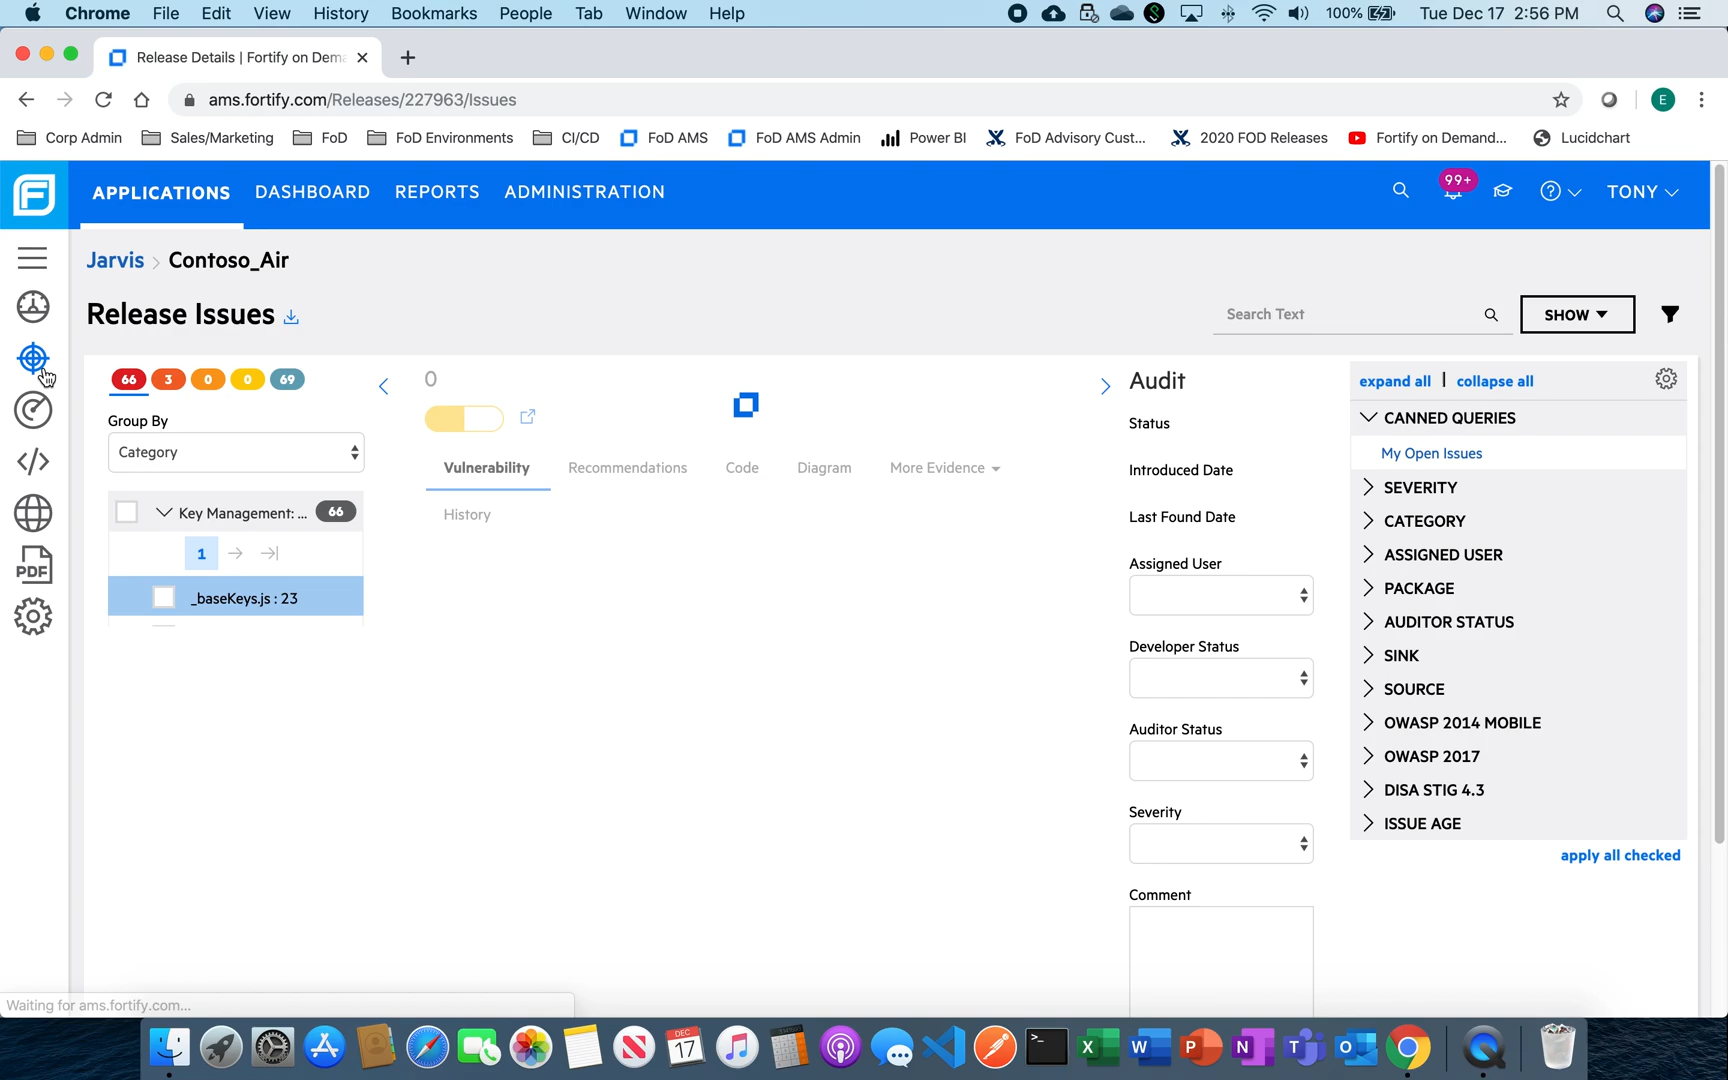 Chrome File Edit View History Bookmarks People Tab Window Help 100% Tue Dec 17 2:56 PM
Release Details | Fortify on Dema
ams.fortify.com/Releases/227963/Issues
E
Corp Admin Sales/Marketing FoD FoD Environments CI/CD FoD AMS FoD AMS Admin Power BI FoD Advisory Cust... 2020 FOD Releases Fortify on Demand... Lucidchart
APPLICATIONS DASHBOARD REPORTS ADMINISTRATION 99+ TONY
Jarvis > Contoso_Air
Release Issues
Search Text
SHOW
66 3 0 0 69
Group By
Category
Key Management: ... 66
1
_baseKeys.js : 23
0
Vulnerability Recommendations Code Diagram More Evidence
History
Audit
Status
Introduced Date
Last Found Date
Assigned User
Developer Status
Auditor Status
Severity
Comment
expand all | collapse all
CANNED QUERIES
My Open Issues
SEVERITY
CATEGORY
ASSIGNED USER
PACKAGE
AUDITOR STATUS
SINK
SOURCE
OWASP 2014 MOBILE
OWASP 2017
DISA STIG 4.3
ISSUE AGE
apply all checked
PDF
Waiting for ams.fortify.com...
DEC
17